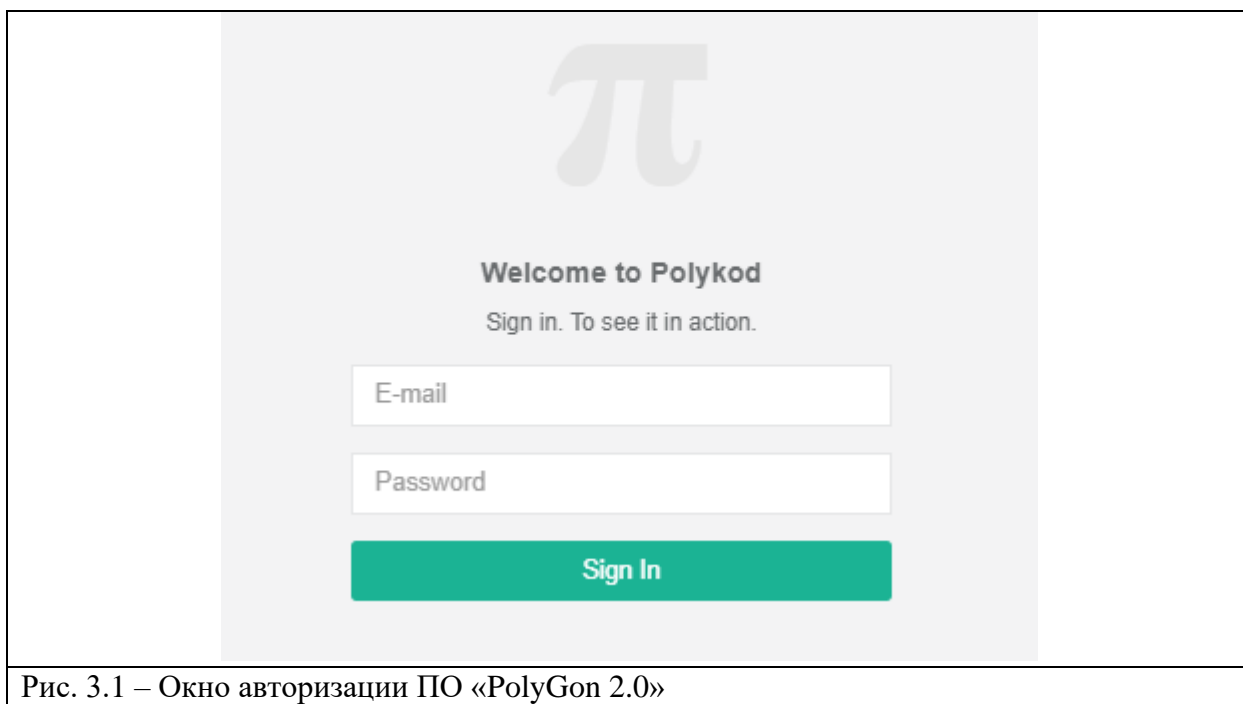 π
Welcome to Polykod
Sign in. To see it in action.
E-mail
Password
Sign In
Рис. 3.1 – Окно авторизации ПО «PolyGon 2.0»